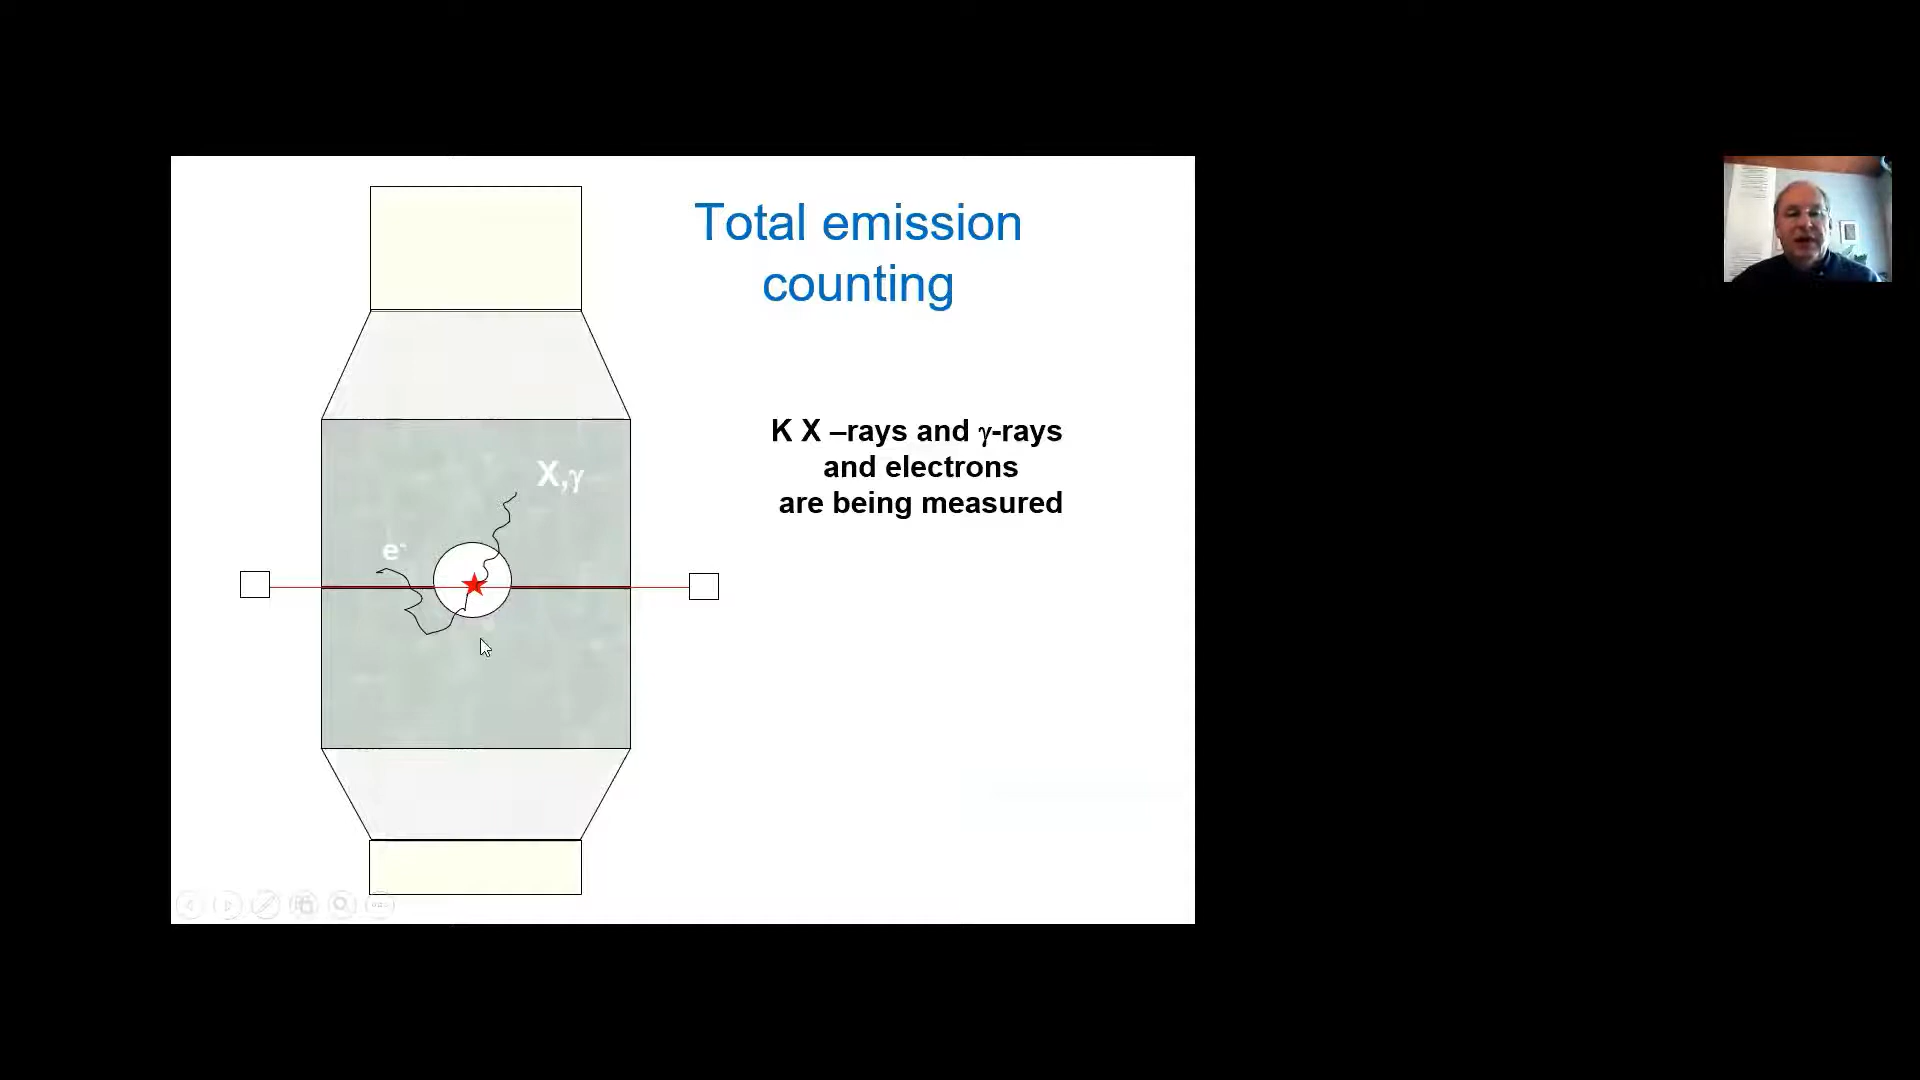 Total emission
counting
K X –rays and γ-rays
and electrons
are being measured
X,γ
e-